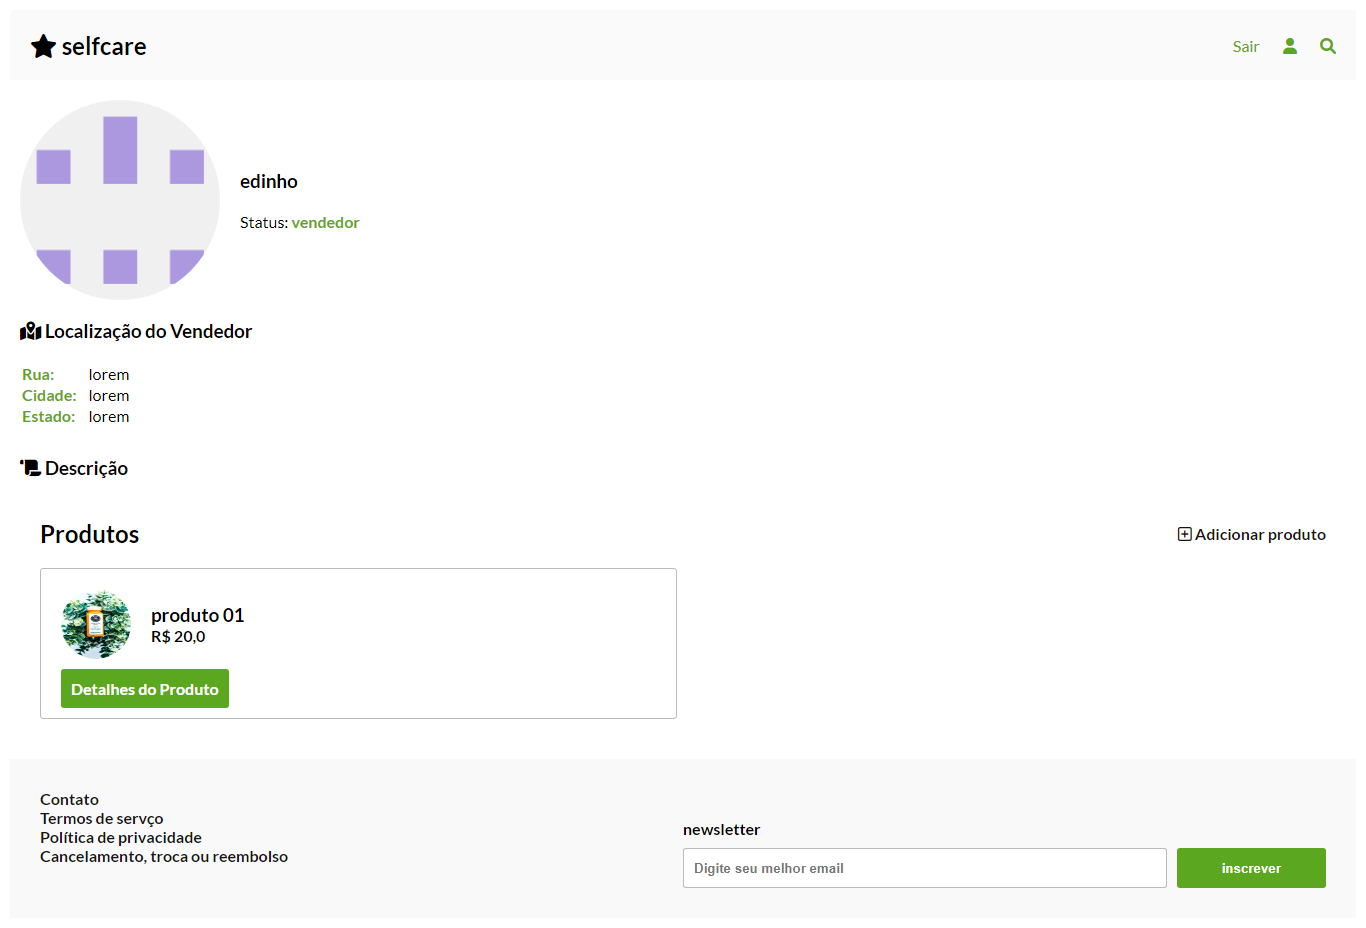 selfcare
Sair
edinho
Status: vendedor
Localização do Vendedor
Rua: lorem
Cidade: lorem
Estado: lorem
Descrição
Produtos
Adicionar produto
produto 01
R$ 20,0
Detalhes do Produto
Contato
Termos de servço
Política de privacidade
Cancelamento, troca ou reembolso
newsletter
Digite seu melhor email
inscrever